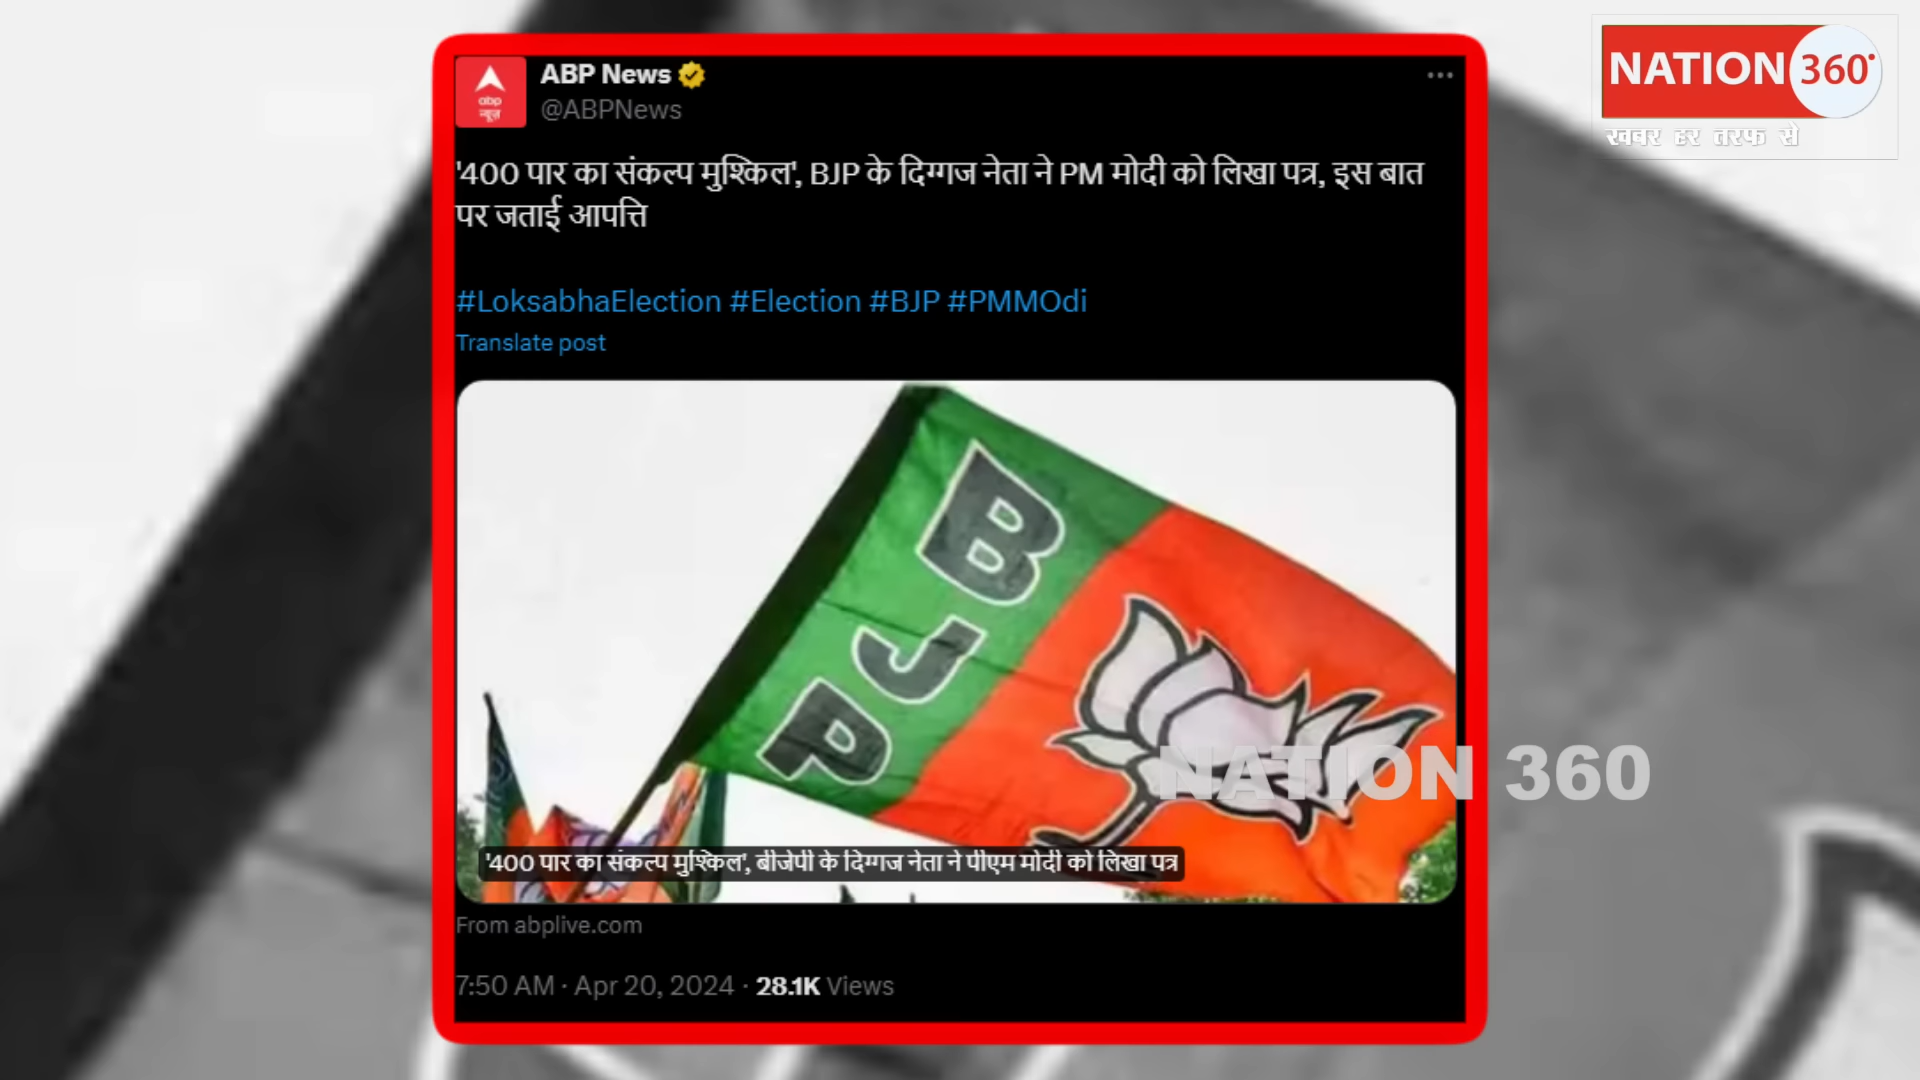 NATION 360°
खबर हर तरफ से
abp
न्यूज़
ABP News
@ABPNews
'400 पार का संकल्प मुश्किल', BJP के दिग्गज नेता ने PM मोदी को लिखा पत्र, इस बात
पर जताई आपत्ति
#LoksabhaElection #Election #BJP #PMMOdi
Translate post
BJP
NATION 360
'400 पार का संकल्प मुश्किल', बीजेपी के दिग्गज नेता ने पीएम मोदी को लिखा पत्र
From abplive.com
7:50 AM · Apr 20, 2024 · 28.1K Views